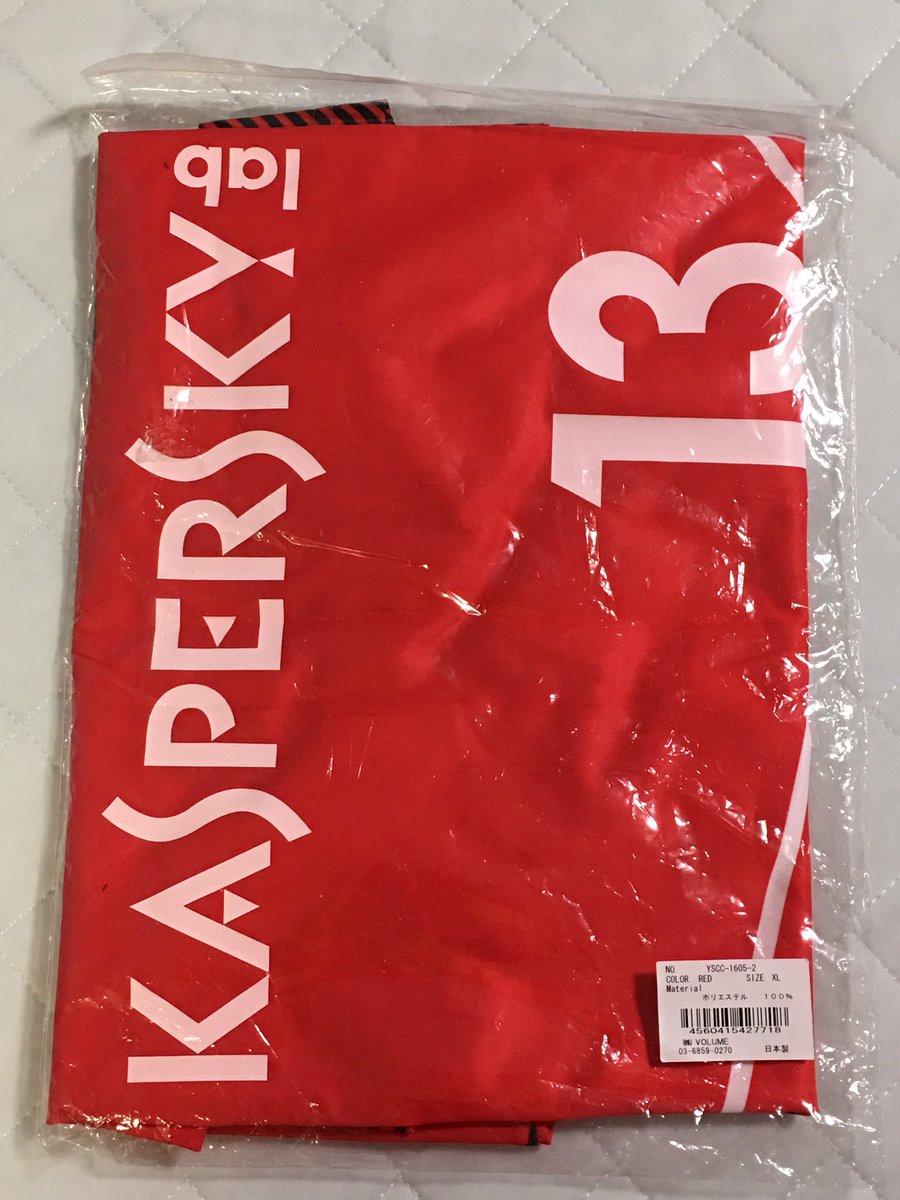 KASPERSKY lab
13
NO YSCC-1605-2
COLOR RED SIZE XL
Material
ポリエステル 100%
4560415427718
㈱ VOLUME
03-6859-0270 日本製